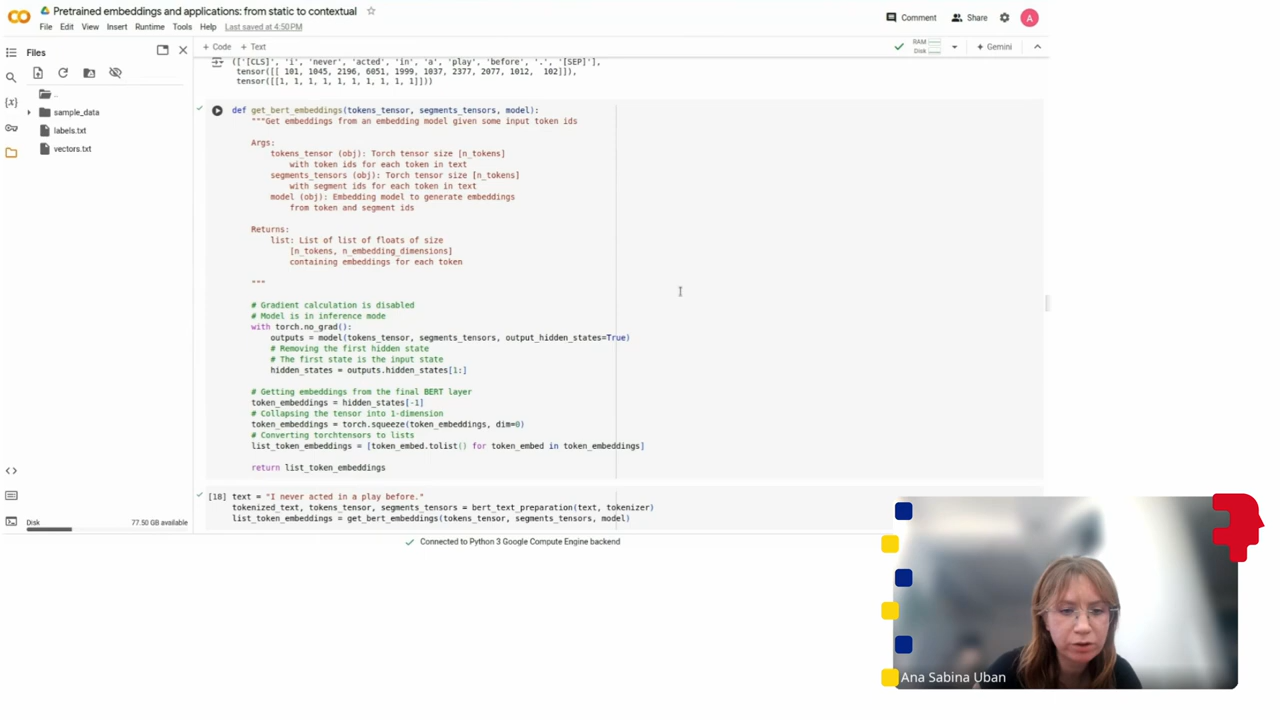 Pretrained embeddings and applications: from static to contextual
File Edit View Insert Runtime Tools Help Last saved at 4:50PM
Comment
Share
A
+ Code + Text
RAM
Disk
Gemini
Files
..
sample_data
labels.txt
vectors.txt
Disk
77.50 GB available
(['[CLS]', 'i', 'never', 'acted', 'in', 'a', 'play', 'before', '.', '[SEP]'],
tensor([[ 101, 1045, 2196, 6051, 1999, 1037, 2377, 2077, 1012,  102]]),
tensor([[1, 1, 1, 1, 1, 1, 1, 1, 1, 1]]))
def get_bert_embeddings(tokens_tensor, segments_tensors, model):
"""Get embeddings from an embedding model given some input token ids
Args:
tokens_tensor (obj): Torch tensor size [n_tokens]
with token ids for each token in text
segments_tensors (obj): Torch tensor size [n_tokens]
with segment ids for each token in text
model (obj): Embedding model to generate embeddings
from token and segment ids
Returns:
list: List of list of floats of size
[n_tokens, n_embedding_dimensions]
containing embeddings for each token
"""
# Gradient calculation is disabled
# Model is in inference mode
with torch.no_grad():
outputs = model(tokens_tensor, segments_tensors, output_hidden_states=True)
# Removing the first hidden state
# The first state is the input state
hidden_states = outputs.hidden_states[1:]
# Getting embeddings from the final BERT layer
token_embeddings = hidden_states[-1]
# Collapsing the tensor into 1-dimension
token_embeddings = torch.squeeze(token_embeddings, dim=0)
# Converting torchtensors to lists
list_token_embeddings = [token_embed.tolist() for token_embed in token_embeddings]
return list_token_embeddings
[18] text = "I never acted in a play before."
tokenized_text, tokens_tensor, segments_tensors = bert_text_preparation(text, tokenizer)
list_token_embeddings = get_bert_embeddings(tokens_tensor, segments_tensors, model)
Connected to Python 3 Google Compute Engine backend
Ana Sabina Uban